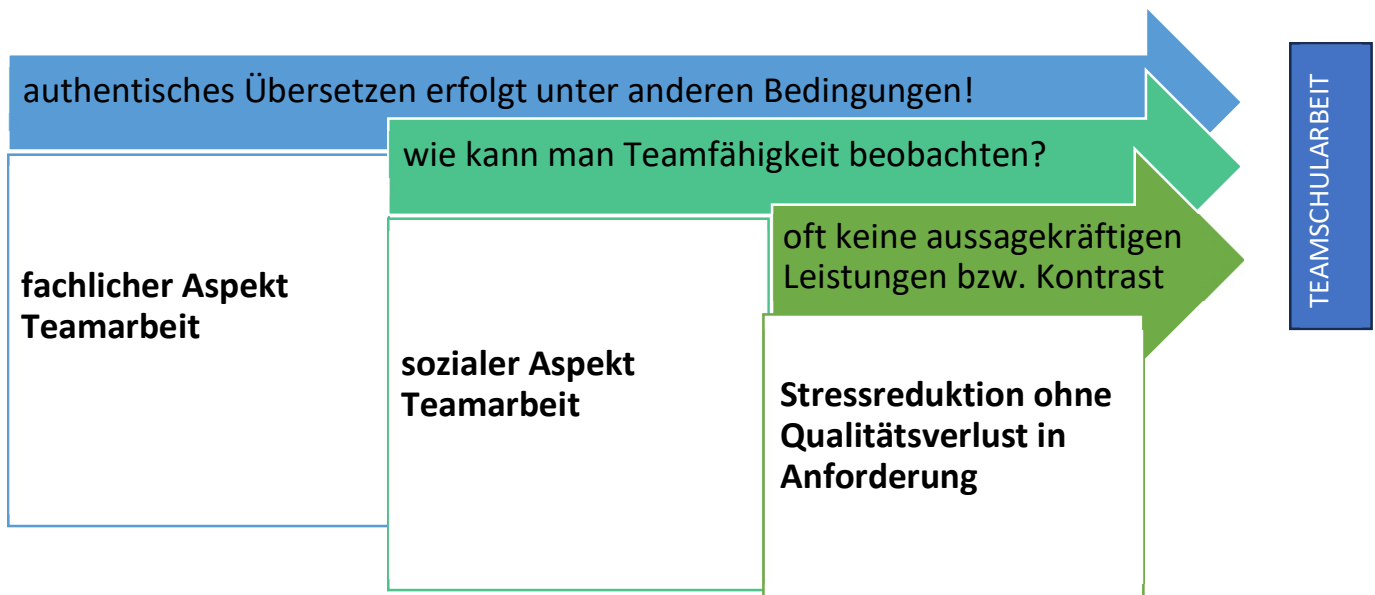 authentisches Übersetzen erfolgt unter anderen Bedingungen!
wie kann man Teamfähigkeit beobachten?
oft keine aussagekräftigen
Leistungen bzw. Kontrast
fachlicher Aspekt
Teamarbeit
sozialer Aspekt
Teamarbeit
Stressreduktion ohne
Qualitätsverlust in
Anforderung
TEAMSCHULARBEIT